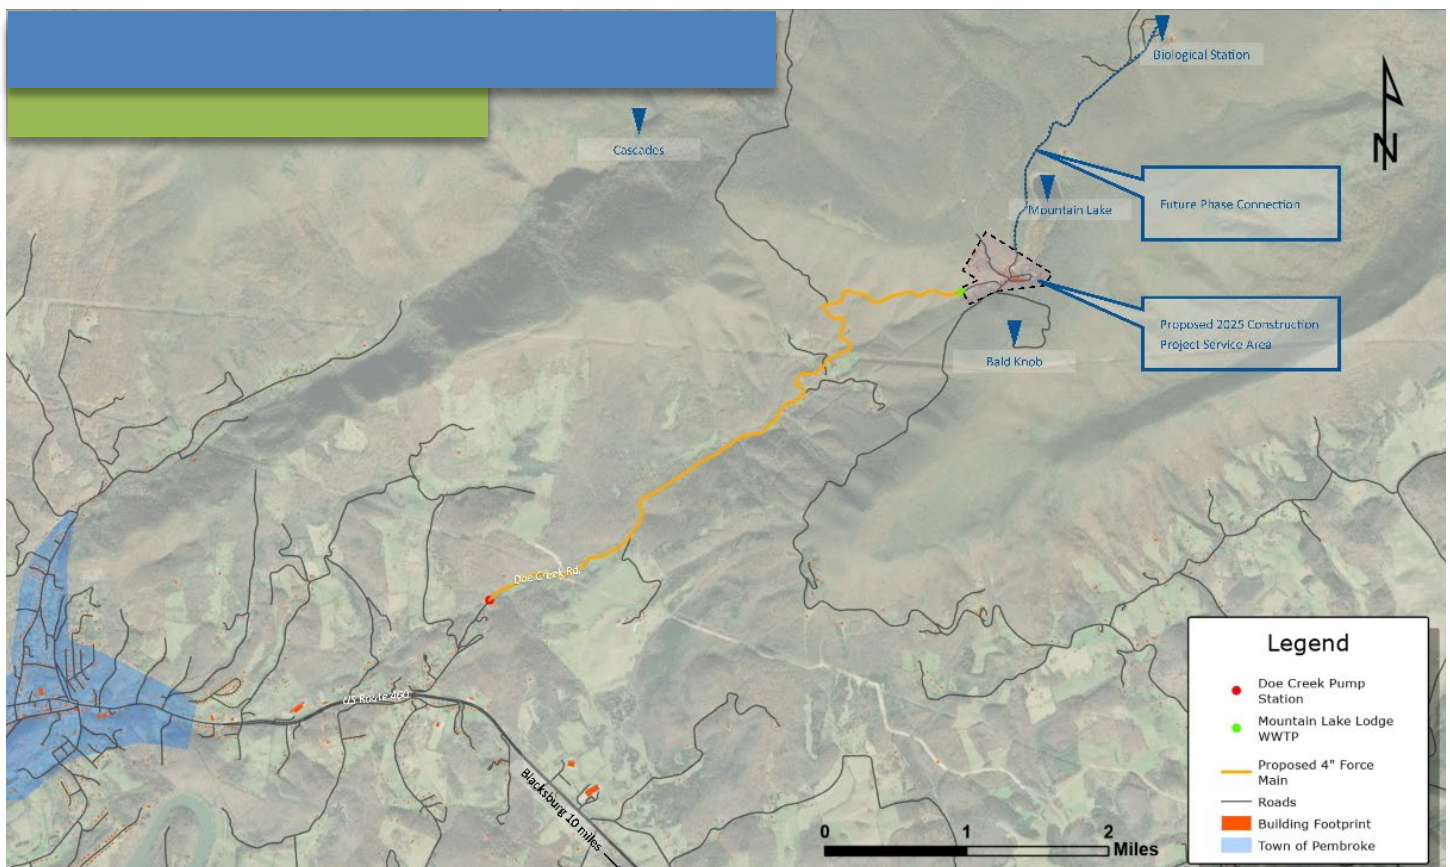 Biological Station
Cascades
N
Future Phase Connection
Mountain Lake
Proposed 2025 Construction
Project Service Area
Bald Knob
Doe Creek Rd.
US Route 460
Blacksburg 10 miles
Legend
Doe Creek Pump
Station
Mountain Lake Lodge
WWTP
Proposed 4" Force
Main
Roads
Building Footprint
Town of Pembroke
0 1 2
Miles